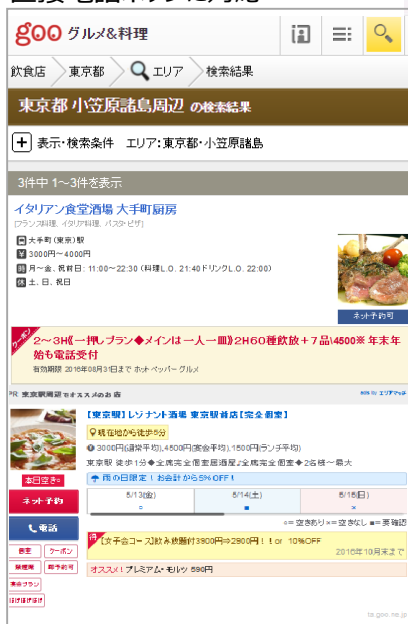 goo グルメ&料理
飲食店 東京都 エリア 検索結果
東京都 小笠原諸島周辺 の検索結果
+ 表示・検索条件 エリア:東京都・小笠原諸島
3件中 1～3件を表示
イタリアン食堂酒場 大手町厨房
[フランス料理、イタリア料理、パスタ・ピザ]
大手町(東京)駅
¥ 3000円～4000円
時 月～金、祝前日: 11:00～22:30 (料理L.O. 21:40 ドリンクL.O. 22:00)
休 土、日、祝日
ネット予約可
クーポン
2～3H《一押しプラン◆メインは一人一皿》2H60種飲放+7品\4500※ 年末年始も電話受付
有効期限 2016年08月31日まで ホットペッパーグルメ
PR 東京駅周辺でオススメのお店
ads by エリアマッチ
【東京駅】レゾナント酒場 東京駅前店【完全個室】
現在地から徒歩5分
3000円(通常平均),4500円(宴会平均),1500円(ランチ平均)
東京駅 徒歩1分◆全席完全個室居酒屋♪全席完全個室◆2名様～最大
雨の日限定!お会計から5%OFF!
本日空き○
ネット予約
5/13(金) 5/14(土) 5/15(日)
○ ■ ×
電話
○=空きあり ×=空きなし ■=要確認
個室 クーポン
得
【女子会コース】飲み放題付3900円⇒2900円!! or 10%OFF
2016年10月末まで
禁煙席 即予約可
オススメ! プレミアム・モルツ 590円
宴会プラン
ほげほげほげ